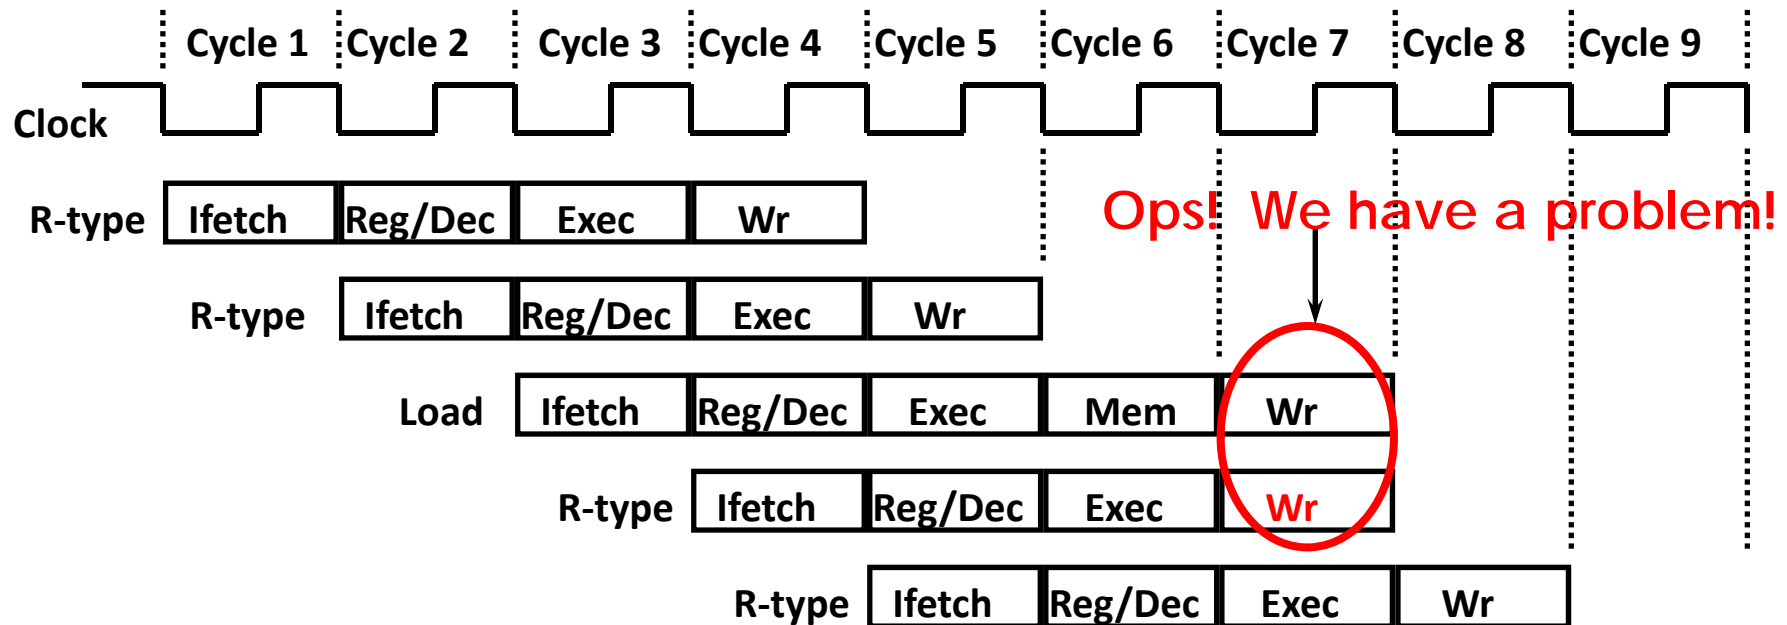 Cycle 1 Cycle 2 Cycle 3 Cycle 4 Cycle 5 Cycle 6 Cycle 7 Cycle 8 Cycle 9
Clock
Ops! We have a problem!
R-type Ifetch Reg/Dec Exec Wr
R-type Ifetch Reg/Dec Exec Wr
Load Ifetch Reg/Dec Exec Mem Wr
R-type Ifetch Reg/Dec Exec Wr
R-type Ifetch Reg/Dec Exec Wr